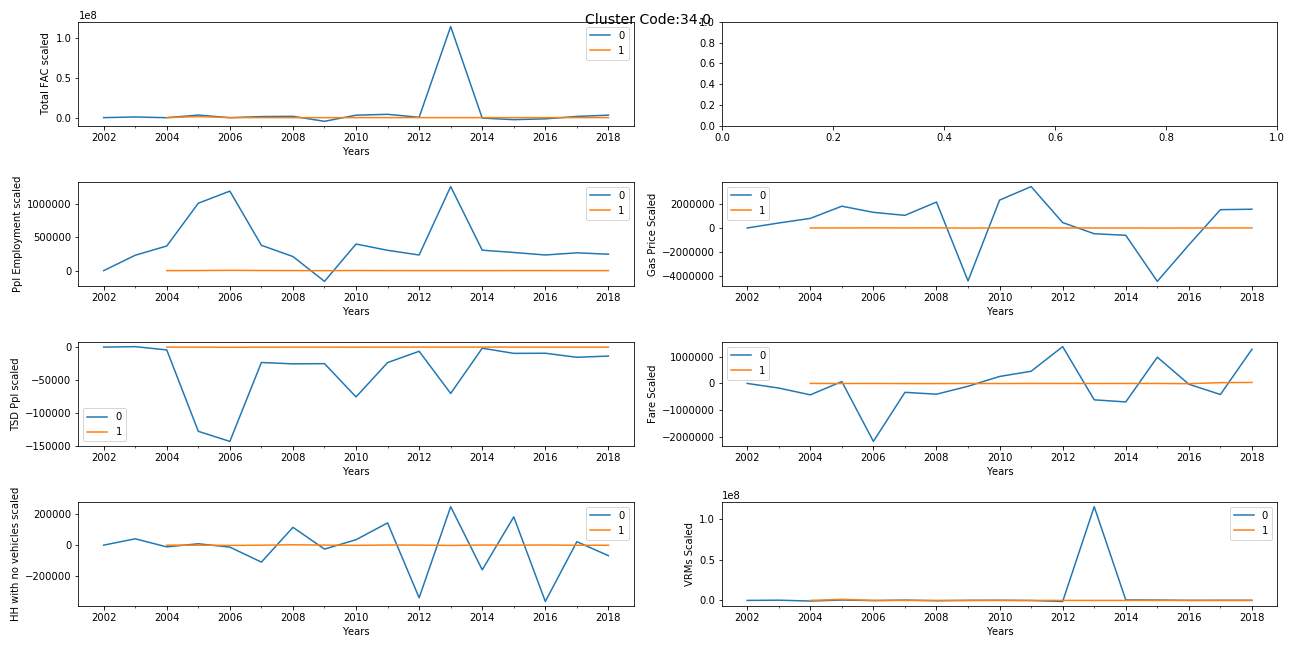 Cluster Code:34.0
1e8
Total FAC scaled
1.0
0.5
0.0
0
1
2002 2004 2006 2008 2010 2012 2014 2016 2018
Years
1.0
0.8
0.6
0.4
0.2
0.0
0.0 0.2 0.4 0.6 0.8 1.0
Ppl Employment scaled
1000000
500000
0
0
1
2002 2004 2006 2008 2010 2012 2014 2016 2018
Years
Gas Price Scaled
2000000
0
−2000000
−4000000
0
1
2002 2004 2006 2008 2010 2012 2014 2016 2018
Years
TSD Ppl scaled
0
−50000
−100000
−150000
0
1
2002 2004 2006 2008 2010 2012 2014 2016 2018
Years
Fare Scaled
1000000
0
−1000000
−2000000
0
1
2002 2004 2006 2008 2010 2012 2014 2016 2018
Years
HH with no vehicles scaled
200000
0
−200000
0
1
2002 2004 2006 2008 2010 2012 2014 2016 2018
Years
1e8
VRMs Scaled
1.0
0.5
0.0
0
1
2002 2004 2006 2008 2010 2012 2014 2016 2018
Years